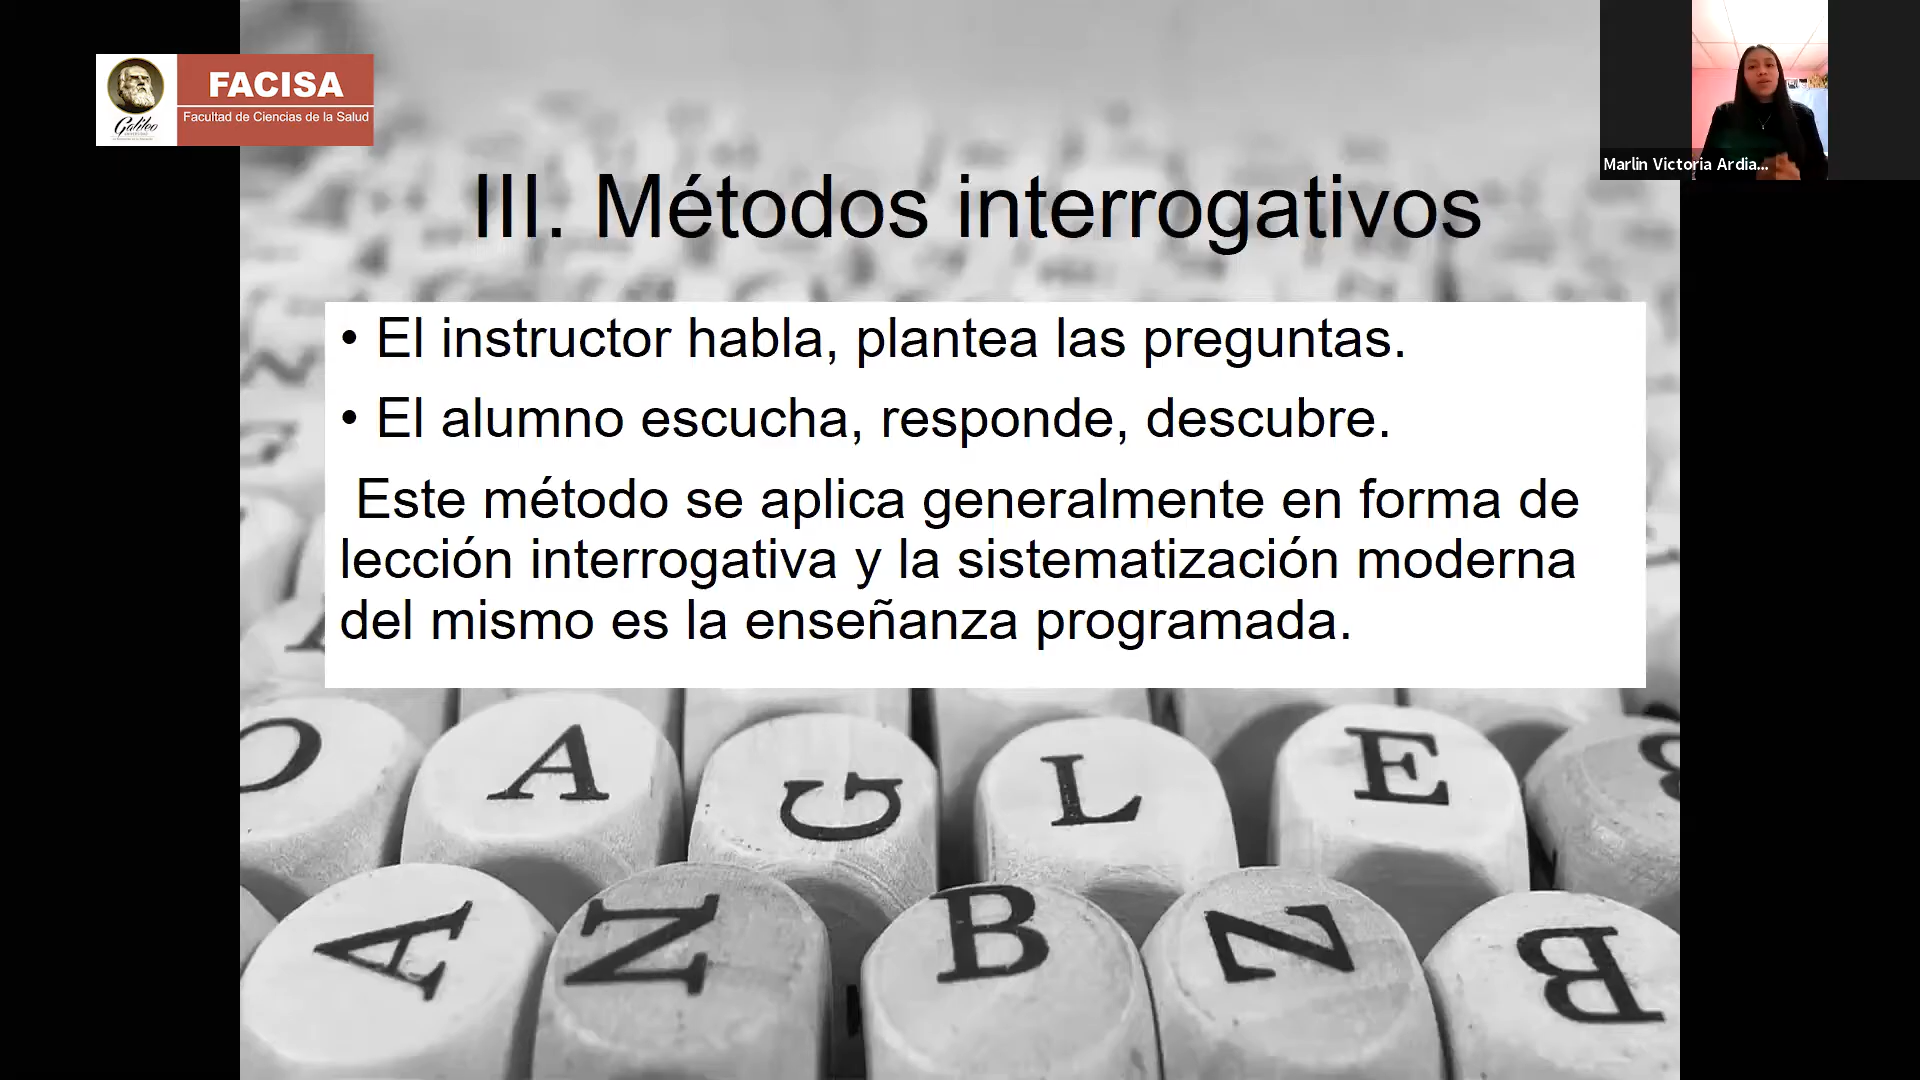 FACISA
Galileo
Facultad de Ciencias de la Salud
Marlin Victoria Ardia...
III. Métodos interrogativos
• El instructor habla, plantea las preguntas.
• El alumno escucha, responde, descubre.
Este método se aplica generalmente en forma de
lección interrogativa y la sistematización moderna
del mismo es la enseñanza programada.
O A G L E B
A Z B N B